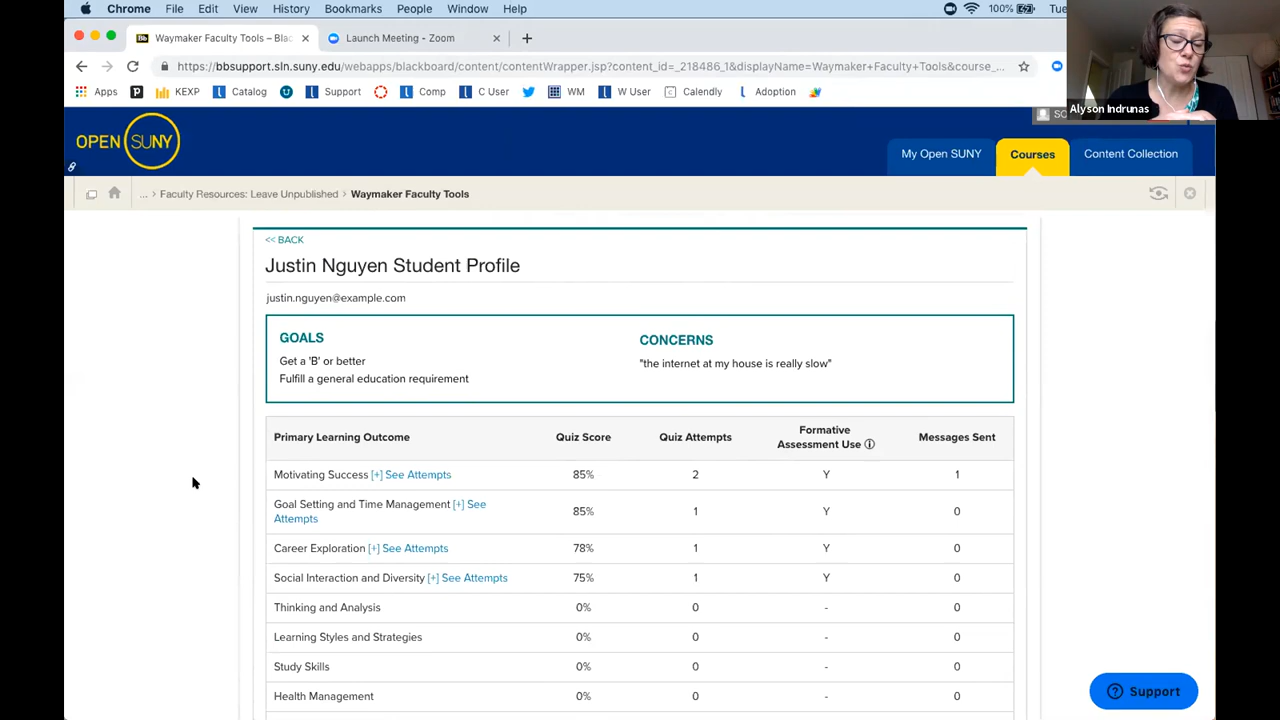 Chrome File Edit View History Bookmarks People Window Help 100% Tue
Waymaker Faculty Tools – Blac Launch Meeting - Zoom
https://bbsupport.sln.suny.edu/webapps/blackboard/content/contentWrapper.jsp?content_id=_218486_1&displayName=Waymaker+Faculty+Tools&course_...
Apps KEXP Catalog Support Comp C User WM W User Calendly Adoption
Alyson Indrunas
OPEN SUNY
My Open SUNY Courses Content Collection
... > Faculty Resources: Leave Unpublished > Waymaker Faculty Tools
<< BACK
Justin Nguyen Student Profile
justin.nguyen@example.com
GOALS
Get a 'B' or better
Fulfill a general education requirement
CONCERNS
"the internet at my house is really slow"
Primary Learning Outcome Quiz Score Quiz Attempts Formative Assessment Use Messages Sent
Motivating Success [+] See Attempts 85% 2 Y 1
Goal Setting and Time Management [+] See
Attempts 85% 1 Y 0
Career Exploration [+] See Attempts 78% 1 Y 0
Social Interaction and Diversity [+] See Attempts 75% 1 Y 0
Thinking and Analysis 0% 0 - 0
Learning Styles and Strategies 0% 0 - 0
Study Skills 0% 0 - 0
Health Management 0% 0 - 0
Support